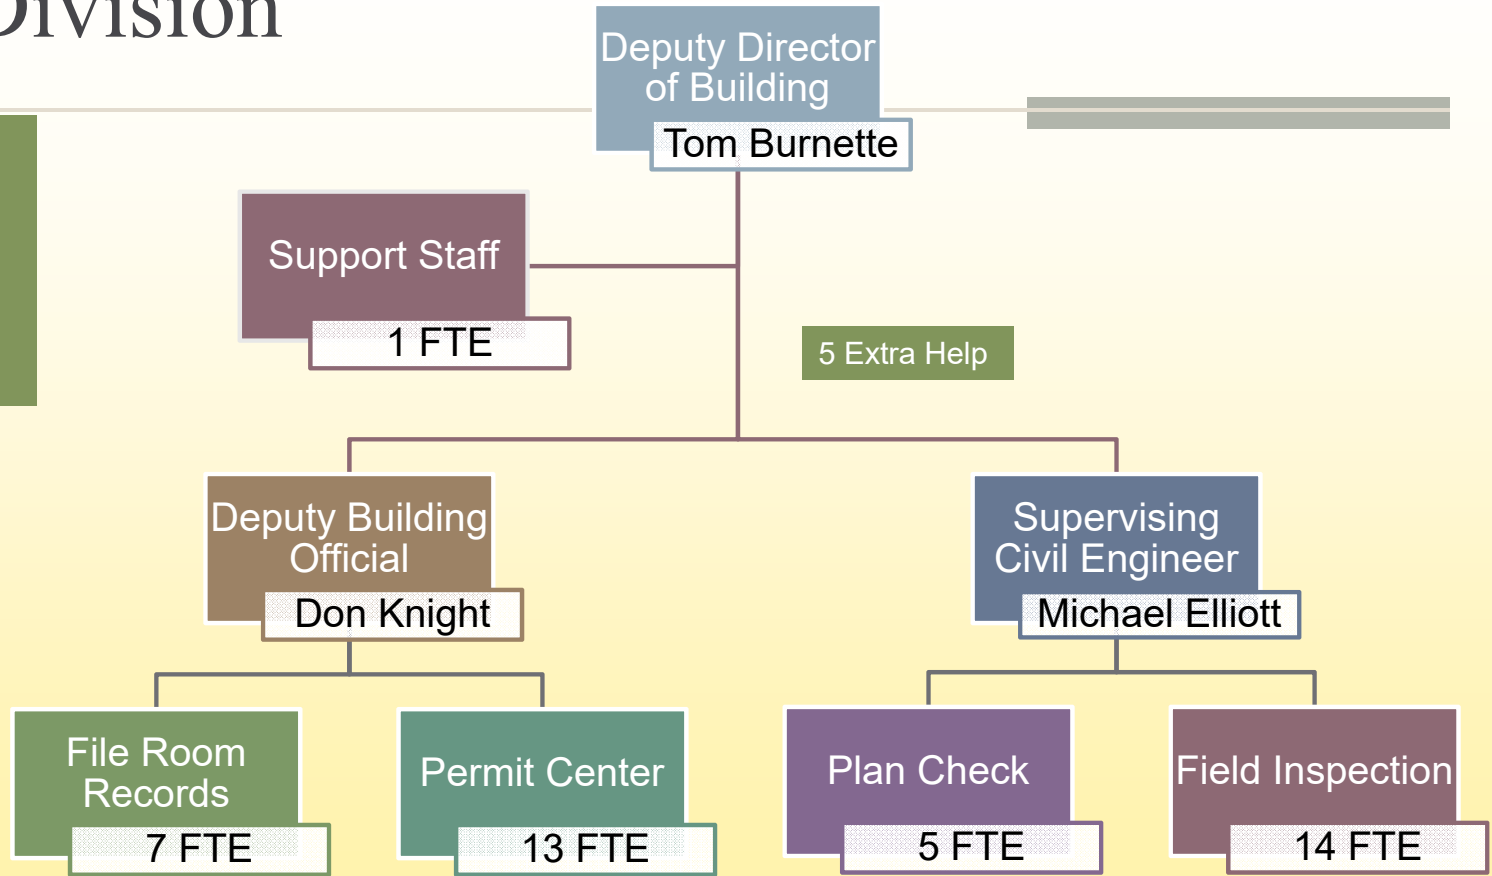 Division
Deputy Director
of Building
Tom Burnette
Support Staff
1 FTE
5 Extra Help
Deputy Building
Official
Don Knight
Supervising
Civil Engineer
Michael Elliott
File Room
Records
7 FTE
Permit Center
13 FTE
Plan Check
5 FTE
Field Inspection
14 FTE